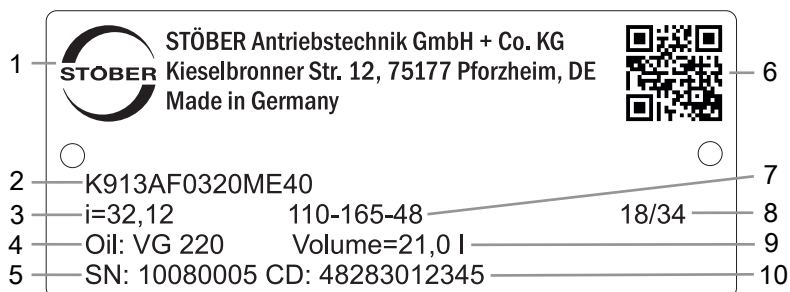 STÖBER Antriebstechnik GmbH + Co. KG
1 STÖBER Kieselbronner Str. 12, 75177 Pforzheim, DE 6
Made in Germany
2 K913AF0320ME40 7
3 i=32,12 110-165-48 18/34 8
4 Oil: VG 220 Volume=21,0 l 9
5 SN: 10080005 CD: 48283012345 10